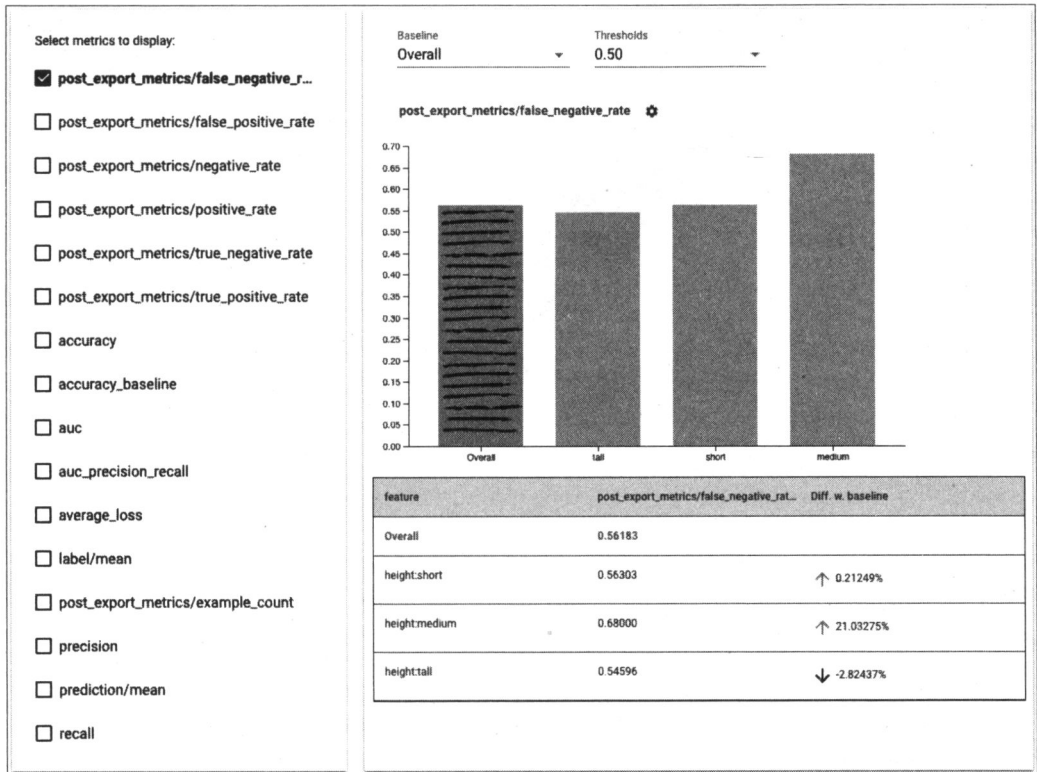 Select metrics to display:
post_export_metrics/false_negative_r...
post_export_metrics/false_positive_rate
post_export_metrics/negative_rate
post_export_metrics/positive_rate
post_export_metrics/true_negative_rate
post_export_metrics/true_positive_rate
accuracy
accuracy_baseline
auc
auc_precision_recall
average_loss
label/mean
post_export_metrics/example_count
precision
prediction/mean
recall
Baseline Thresholds
Overall 0.50
post_export_metrics/false_negative_rate
0.70
0.65
0.60
0.55
0.50
0.45
0.40
0.35
0.30
0.25
0.20
0.15
0.10
0.05
0.00
Overall tall short medium
feature post_export_metrics/false_negative_rat... Diff. w. baseline
Overall 0.56183
height:short 0.56303 ↑ 0.21249%
height:medium 0.68000 ↑ 21.03275%
height:tall 0.54596 ↓ -2.82437%